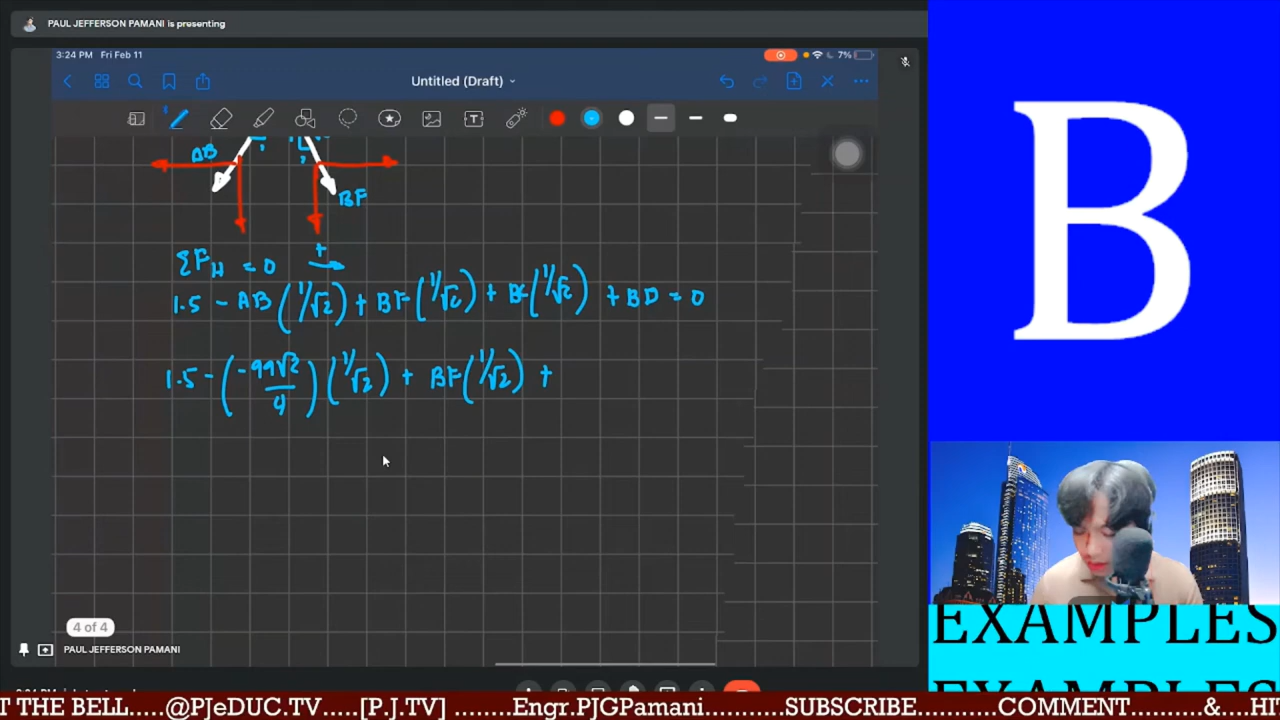 PAUL JEFFERSON PAMANI is presenting
3:24 PM Fri Feb 11
7%
Untitled (Draft)
AB
BF
ΣFH = 0 +→
1.5 - AB (1/√2) + BF (1/√2) + BC (1/√2) + BD = 0
1.5 - (-99√2/4) (1/√2) + BF (1/√2) +
4 of 4
PAUL JEFFERSON PAMANI
B
EXAMPLES
EXAMPLES
T THE BELL.....@PJeDUC.TV.....[P.J.TV] .........Engr.PJGPamani........SUBSCRIBE.......COMMENT......&....HI